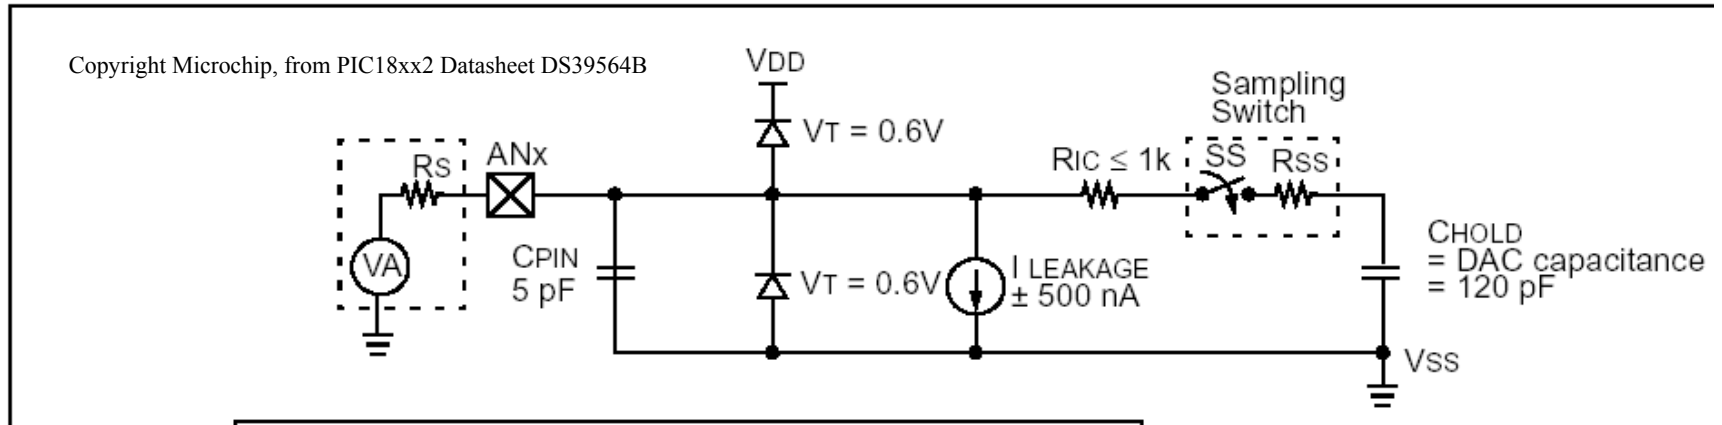 Copyright Microchip, from PIC18xx2 Datasheet DS39564B
VDD
Sampling
Switch
VT = 0.6V
RS
ANx
RIC ≤ 1k
SS
RSS
VA
CPIN
5 pF
VT = 0.6V
I LEAKAGE
± 500 nA
CHOLD
= DAC capacitance
= 120 pF
VSS